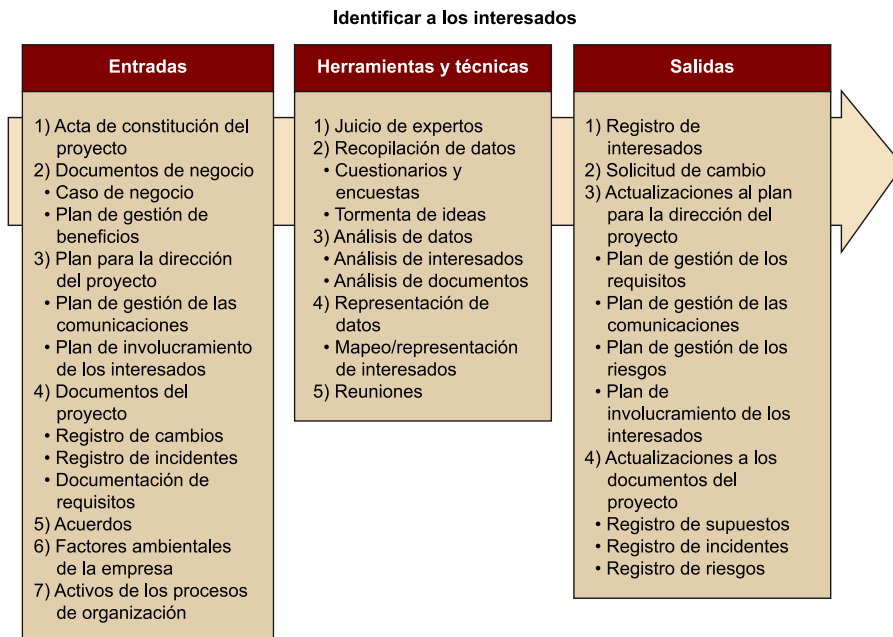 Identificar a los interesados
Entradas
1) Acta de constitución del
proyecto
2) Documentos de negocio
• Caso de negocio
• Plan de gestión de
beneficios
3) Plan para la dirección
del proyecto
• Plan de gestión de las
comunicaciones
• Plan de involucramiento
de los interesados
4) Documentos del
proyecto
• Registro de cambios
• Registro de incidentes
• Documentación de
requisitos
5) Acuerdos
6) Factores ambientales
de la empresa
7) Activos de los procesos
de organización
Herramientas y técnicas
1) Juicio de expertos
2) Recopilación de datos
• Cuestionarios y
encuestas
• Tormenta de ideas
3) Análisis de datos
• Análisis de interesados
• Análisis de documentos
4) Representación de
datos
• Mapeo/representación
de interesados
5) Reuniones
Salidas
1) Registro de
interesados
2) Solicitud de cambio
3) Actualizaciones al plan
para la dirección del
proyecto
• Plan de gestión de los
requisitos
• Plan de gestión de las
comunicaciones
• Plan de gestión de los
riesgos
• Plan de
involucramiento de los
interesados
4) Actualizaciones a los
documentos del
proyecto
• Registro de supuestos
• Registro de incidentes
• Registro de riesgos